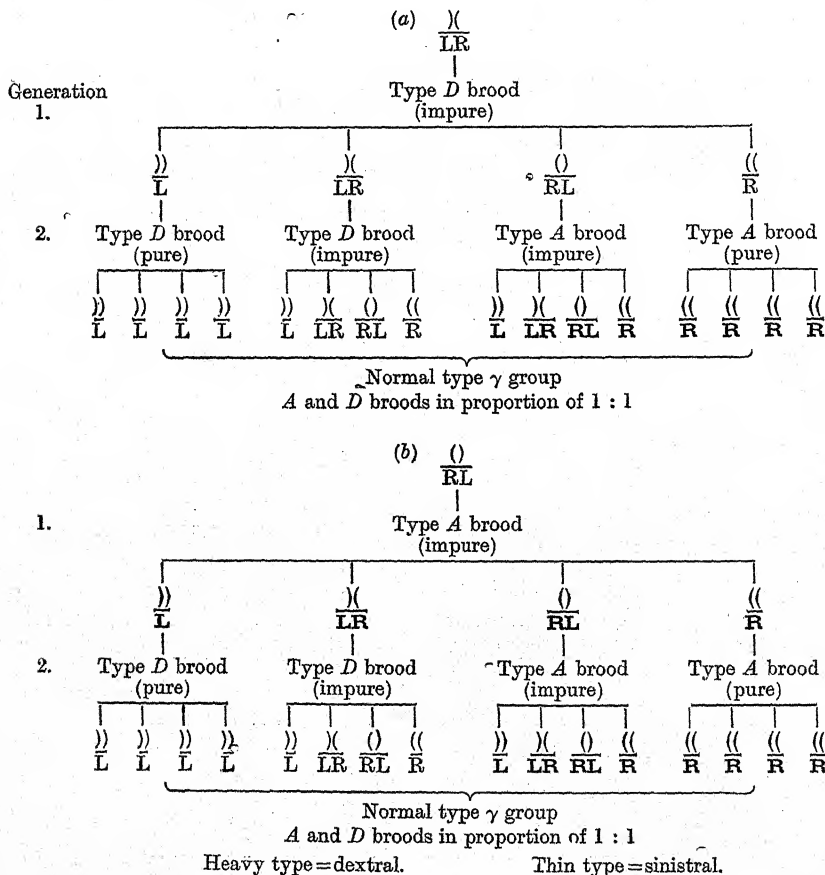 (a) )(
LR
Generation
1.
Type D brood
(impure)
)) )( () ((
L LR RL R
2. Type D brood Type D brood Type A brood Type A brood
(pure) (impure) (impure) (pure)
)) )) )) )) )) )( () (( )) )( () (( (( (( (( ((
L L L L L LR RL R L LR RL R R R R R
Normal type γ group
A and D broods in proportion of 1 : 1
(b) ()
RL
1. Type A brood
(impure)
)) )( () ((
L LR RL R
2. Type D brood Type D brood Type A brood Type A brood
(pure) (impure) (impure) (pure)
)) )) )) )) )) )( () (( )) )( () (( (( (( (( ((
L L L L L LR RL R L LR RL R R R R R
Normal type γ group
A and D broods in proportion of 1 : 1
Heavy type=dextral. Thin type=sinistral.